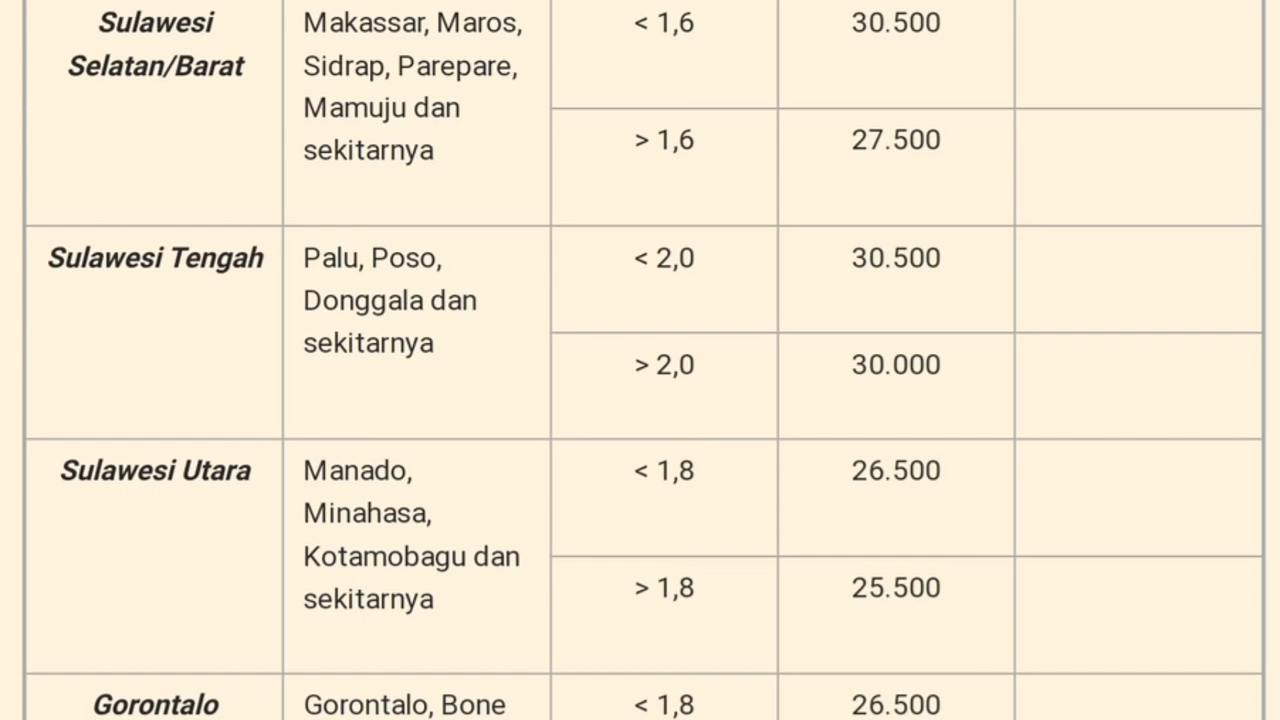 Sulawesi
Selatan/Barat
Makassar, Maros,
Sidrap, Parepare,
Mamuju dan
sekitarnya
< 1,6
30.500
> 1,6
27.500
Sulawesi Tengah
Palu, Poso,
Donggala dan
sekitarnya
< 2,0
30.500
> 2,0
30.000
Sulawesi Utara
Manado,
Minahasa,
Kotamobagu dan
sekitarnya
< 1,8
26.500
> 1,8
25.500
Gorontalo
Gorontalo, Bone
< 1,8
26.500